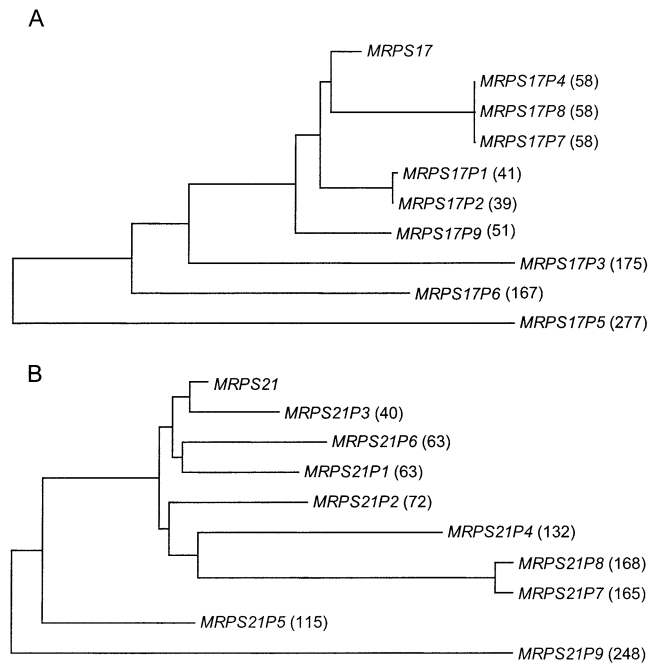 A
MRPS17
MRPS17P4 (58)
MRPS17P8 (58)
MRPS17P7 (58)
MRPS17P1 (41)
MRPS17P2 (39)
MRPS17P9 (51)
MRPS17P3 (175)
MRPS17P6 (167)
MRPS17P5 (277)
B
MRPS21
MRPS21P3 (40)
MRPS21P6 (63)
MRPS21P1 (63)
MRPS21P2 (72)
MRPS21P4 (132)
MRPS21P8 (168)
MRPS21P7 (165)
MRPS21P5 (115)
MRPS21P9 (248)